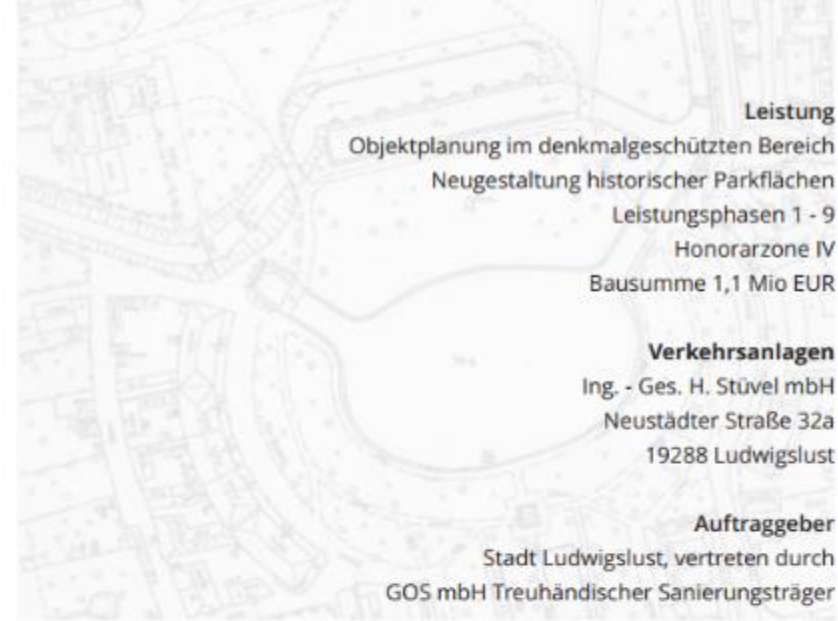 Leistung
Objektplanung im denkmalgeschützten Bereich
Neugestaltung historischer Parkflächen
Leistungsphasen 1 - 9
Honorarzone IV
Bausumme 1,1 Mio EUR
Verkehrsanlagen
Ing. - Ges. H. Stüvel mbH
Neustädter Straße 32a
19288 Ludwigslust
Auftraggeber
Stadt Ludwigslust, vertreten durch
GOS mbH Treuhändischer Sanierungsträger